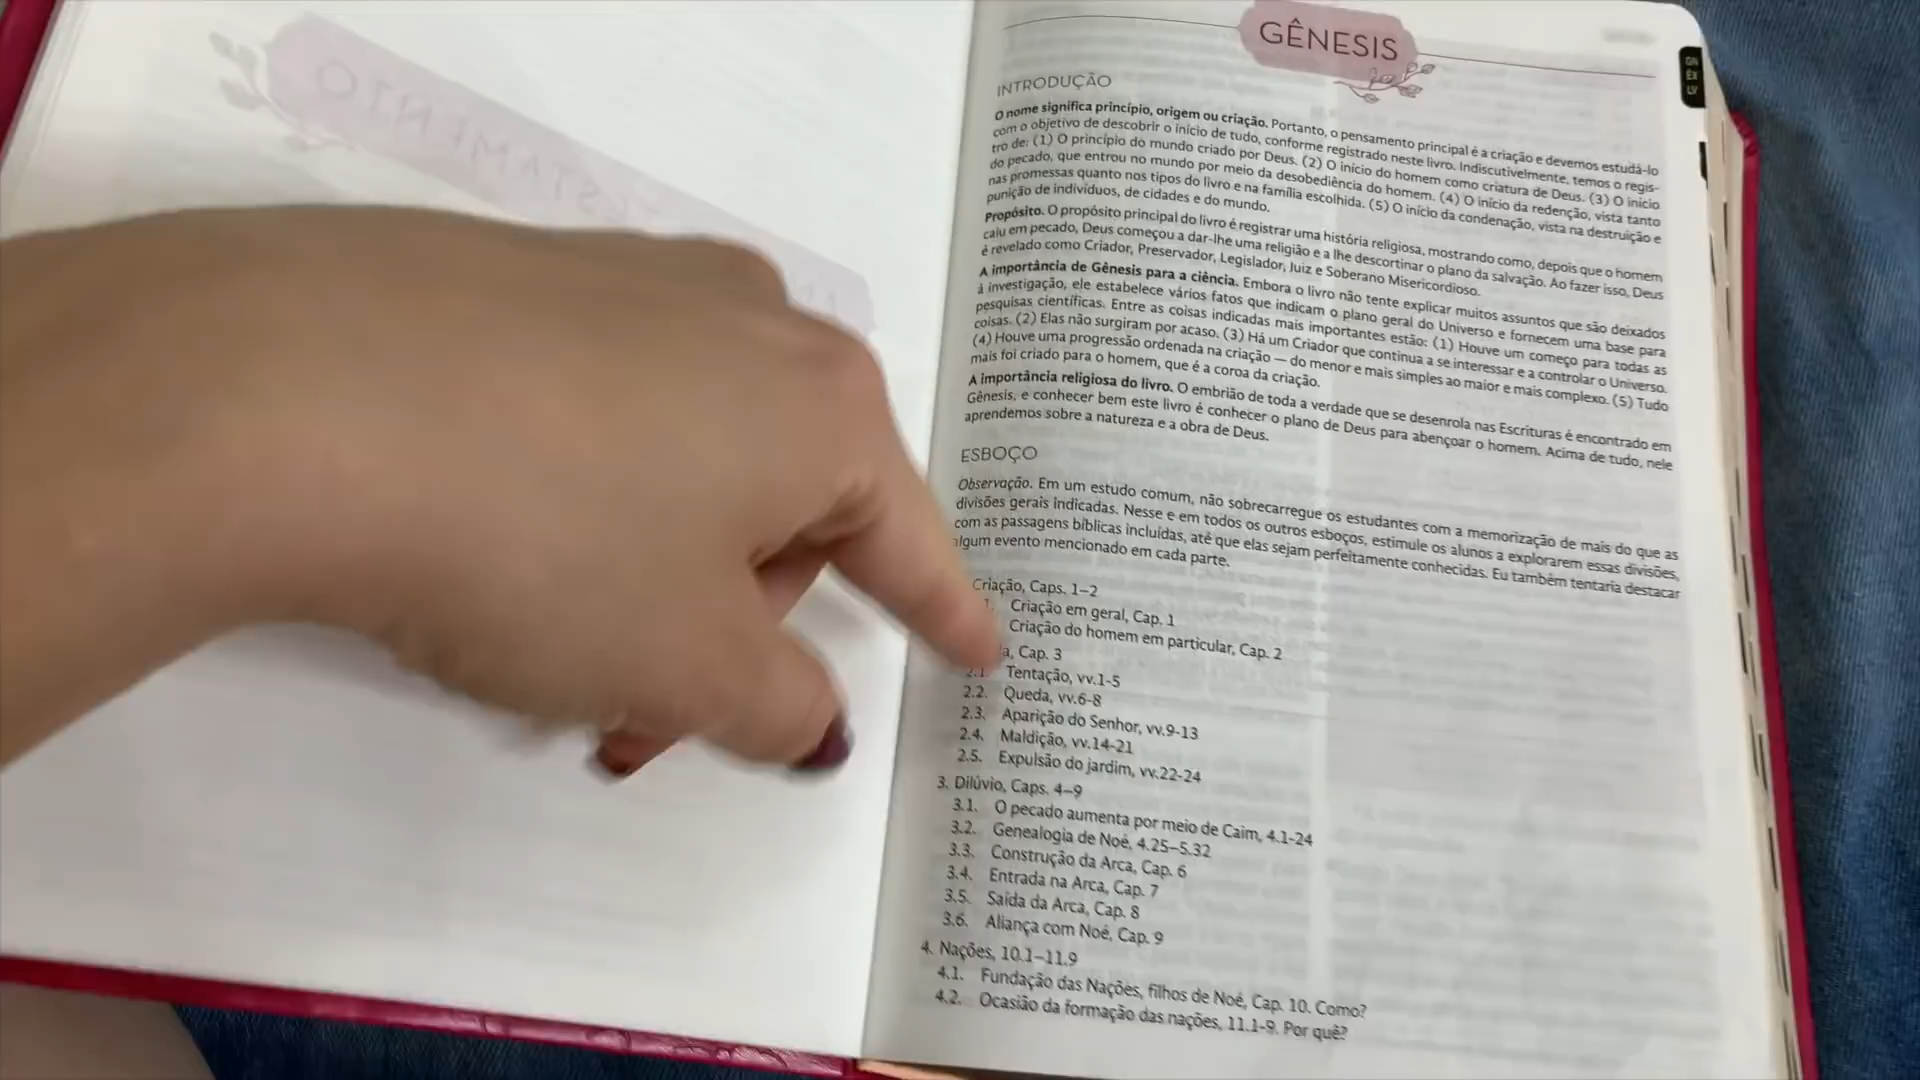 GÊNESIS
GN
ÊX
LV
INTRODUÇÃO
O nome significa princípio, origem ou criação. Portanto, o pensamento principal é a criação e devemos estudá-lo
com o objetivo de descobrir o início de tudo, conforme registrado neste livro. Indiscutivelmente, temos o regis-
tro de: (1) O princípio do mundo criado por Deus. (2) O início do homem como criatura de Deus. (3) O início
do pecado, que entrou no mundo por meio da desobediência do homem. (4) O início da redenção, vista tanto
nas promessas quanto nos tipos do livro e na família escolhida. (5) O início da condenação, vista na destruição e
punição de indivíduos, de cidades e do mundo.
Propósito. O propósito principal do livro é registrar uma história religiosa, mostrando como, depois que o homem
caiu em pecado, Deus começou a dar-lhe uma religião e a lhe descortinar o plano da salvação. Ao fazer isso, Deus
é revelado como Criador, Preservador, Legislador, Juiz e Soberano Misericordioso.
A importância de Gênesis para a ciência. Embora o livro não tente explicar muitos assuntos que são deixados
à investigação, ele estabelece vários fatos que indicam o plano geral do Universo e fornecem uma base para
pesquisas científicas. Entre as coisas indicadas mais importantes estão: (1) Houve um começo para todas as
coisas. (2) Elas não surgiram por acaso. (3) Há um Criador que continua a se interessar e a controlar o Universo.
(4) Houve uma progressão ordenada na criação — do menor e mais simples ao maior e mais complexo. (5) Tudo
mais foi criado para o homem, que é a coroa da criação.
A importância religiosa do livro. O embrião de toda a verdade que se desenrola nas Escrituras é encontrado em
Gênesis, e conhecer bem este livro é conhecer o plano de Deus para abençoar o homem. Acima de tudo, nele
aprendemos sobre a natureza e a obra de Deus.
ESBOÇO
Observação. Em um estudo comum, não sobrecarregue os estudantes com a memorização de mais do que as
divisões gerais indicadas. Nesse e em todos os outros esboços, estimule os alunos a explorarem essas divisões,
com as passagens bíblicas incluídas, até que elas sejam perfeitamente conhecidas. Eu também tentaria destacar
algum evento mencionado em cada parte.
Criação, Caps. 1–2
Criação em geral, Cap. 1
Criação do homem em particular, Cap. 2
Cap. 3
2.1. Tentação, vv.1-5
2.2. Queda, vv.6-8
2.3. Aparição do Senhor, vv.9-13
2.4. Maldição, vv.14-21
2.5. Expulsão do jardim, vv.22-24
3. Dilúvio, Caps. 4–9
3.1. O pecado aumenta por meio de Caim, 4.1-24
3.2. Genealogia de Noé, 4.25–5.32
3.3. Construção da Arca, Cap. 6
3.4. Entrada na Arca, Cap. 7
3.5. Saída da Arca, Cap. 8
3.6. Aliança com Noé, Cap. 9
4. Nações, 10.1–11.9
4.1. Fundação das Nações, filhos de Noé, Cap. 10. Como?
4.2. Ocasião da formação das nações, 11.1-9. Por quê?